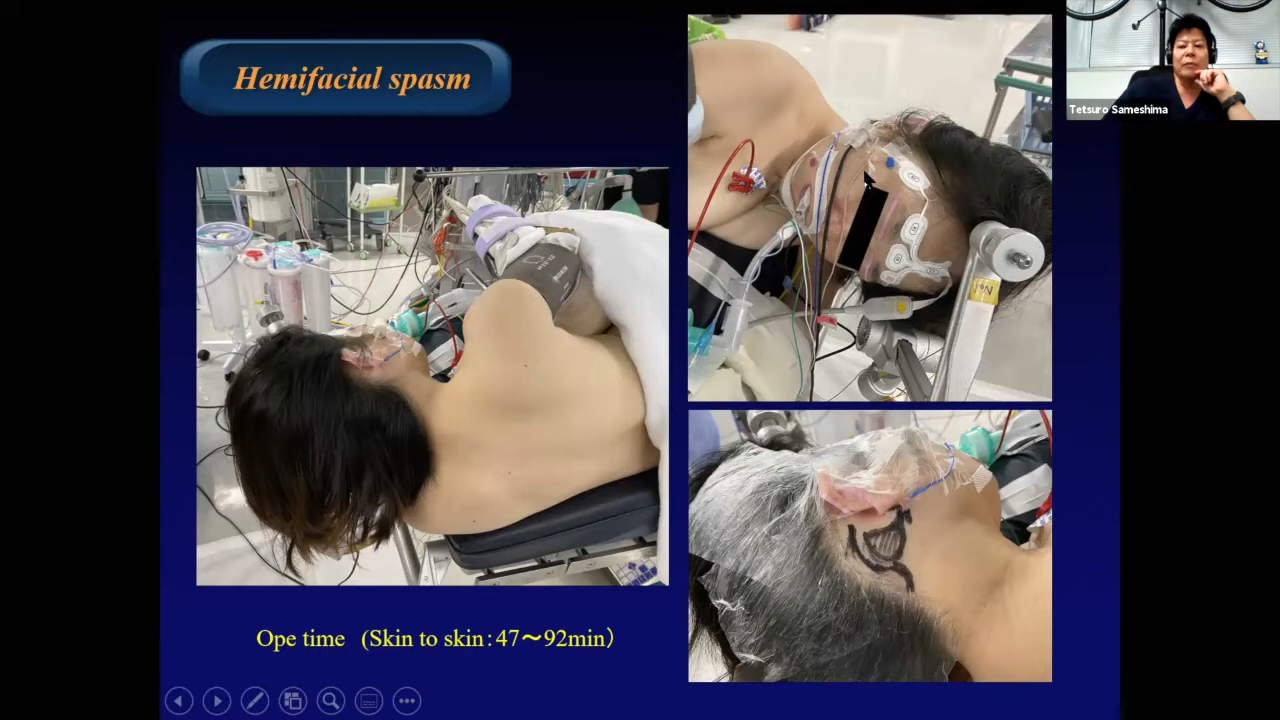 Hemifacial spasm
Tetsuro Sameshima
Ope time (Skin to skin：47〜92min）